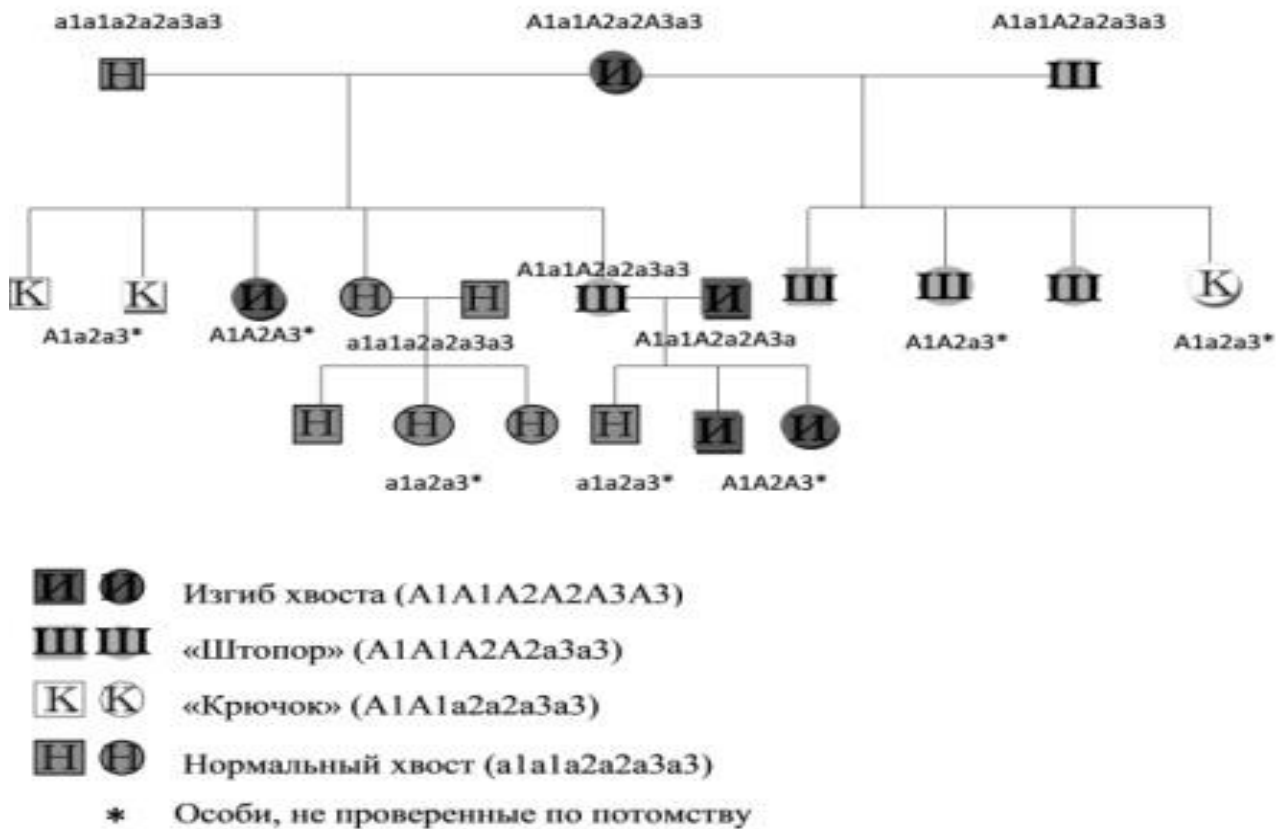 a1a1a2a2a3a3 A1a1A2a2A3a3 A1a1A2a2a3a3
Н И Ш
A1a1A2a2a3a3
К К И Н Н Ш И Ш Ш Ш К
A1a2a3* A1A2A3* a1a1a2a2a3a3 A1a1A2a2A3a A1A2a3* A1a2a3*
Н Н Н Н И И
a1a2a3* a1a2a3* A1A2A3*
И И Изгиб хвоста (A1A1A2A2A3A3)
Ш Ш «Штопор» (A1A1A2A2a3a3)
К К «Крючок» (A1A1a2a2a3a3)
Н Н Нормальный хвост (a1a1a2a2a3a3)
* Особи, не проверенные по потомству